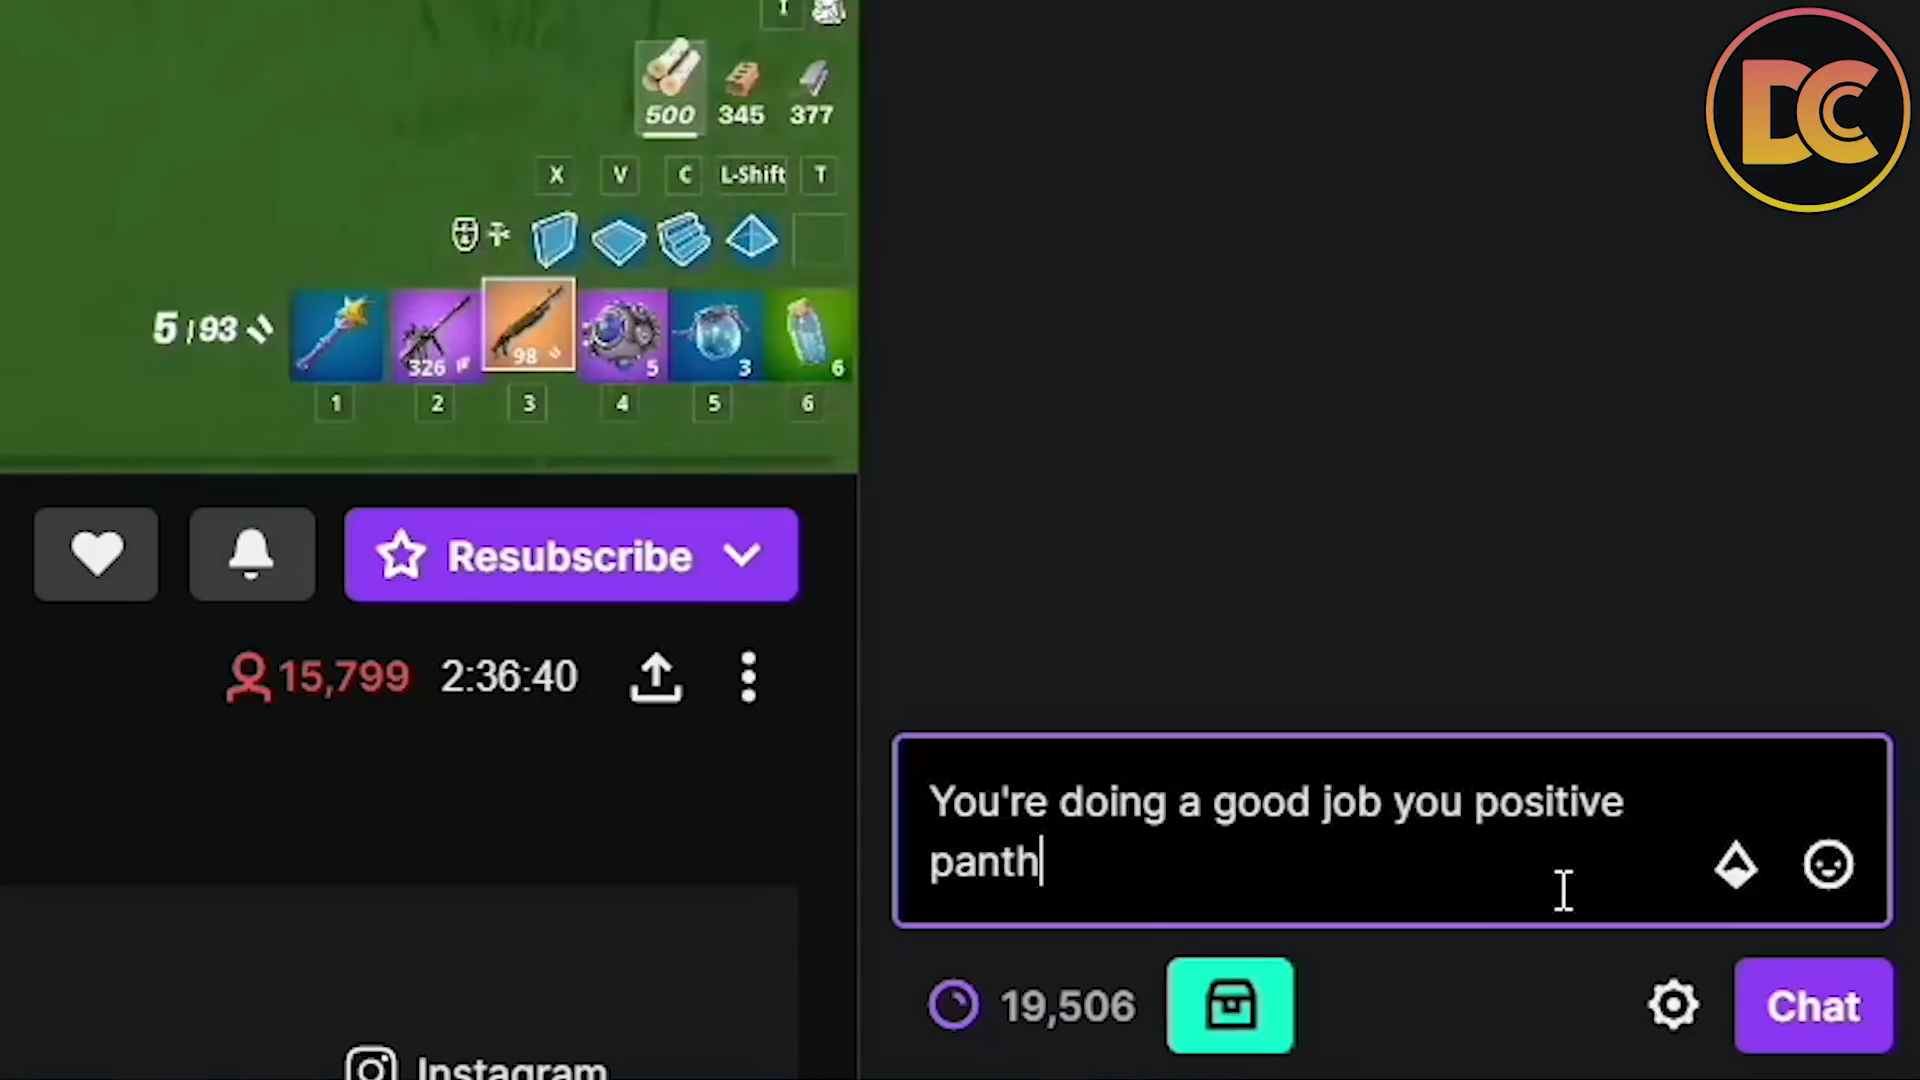 DCC
500 345 377
X V C L-Shift T
5/93
326 98 5 3 6
1 2 3 4 5 6
Resubscribe
15,799 2:36:40
You're doing a good job you positive
panth
19,506
Chat
Instagram